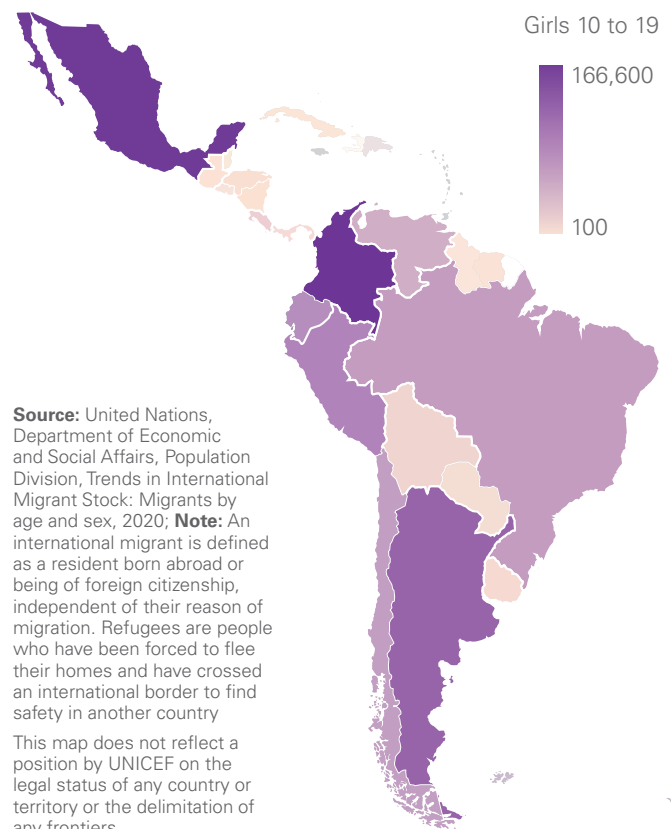 Girls 10 to 19
166,600
100
Source: United Nations,
Department of Economic
and Social Affairs, Population
Division, Trends in International
Migrant Stock: Migrants by
age and sex, 2020; Note: An
international migrant is defined
as a resident born abroad or
being of foreign citizenship,
independent of their reason of
migration. Refugees are people
who have been forced to flee
their homes and have crossed
an international border to find
safety in another country
This map does not reflect a
position by UNICEF on the
legal status of any country or
territory or the delimitation of
any frontiers